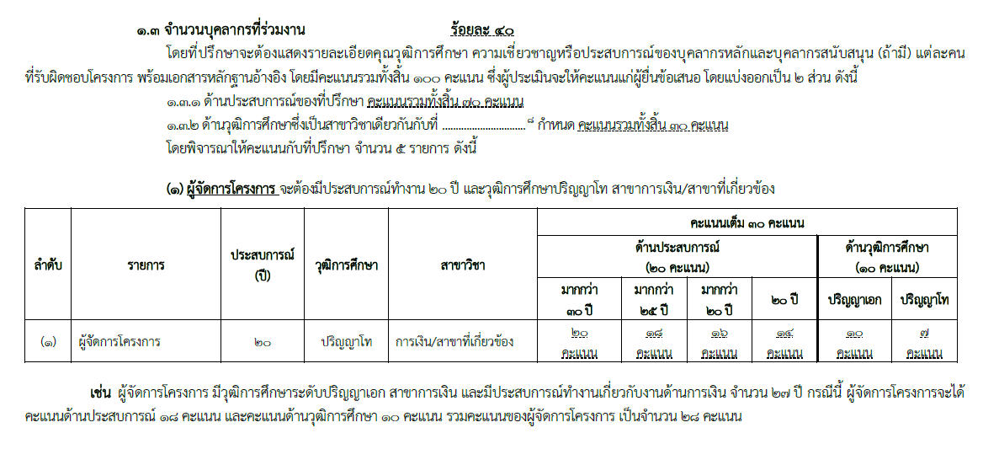 ๑.๓ จำนวนบุคลากรที่ร่วมงาน ร้อยละ ๔๐
โดยที่ปรึกษาจะต้องแสดงรายละเอียดคุณวุฒิการศึกษา ความเชี่ยวชาญหรือประสบการณ์ของบุคลากรหลักและบุคลากรสนับสนุน (ถ้ามี) แต่ละคน
ที่รับผิดชอบโครงการ พร้อมเอกสารหลักฐานอ้างอิง โดยมีคะแนนรวมทั้งสิ้น ๑๐๐ คะแนน ซึ่งผู้ประเมินจะให้คะแนนแก่ผู้ยื่นข้อเสนอ โดยแบ่งออกเป็น ๒ ส่วน ดังนี้
๑.๓.๑ ด้านประสบการณ์ของที่ปรึกษา คะแนนรวมทั้งสิ้น ๗๐ คะแนน
๑.๓.๒ ด้านวุฒิการศึกษาซึ่งเป็นสาขาวิชาเดียวกันกับที่ ..............................๘ กำหนด คะแนนรวมทั้งสิ้น ๓๐ คะแนน
โดยพิจารณาให้คะแนนกับที่ปรึกษา จำนวน ๕ รายการ ดังนี้
(๑) ผู้จัดการโครงการ จะต้องมีประสบการณ์ทำงาน ๒๐ ปี และวุฒิการศึกษาปริญญาโท สาขาการเงิน/สาขาที่เกี่ยวข้อง
ลำดับ รายการ ประสบการณ์ (ปี) วุฒิการศึกษา สาขาวิชา คะแนนเต็ม ๓๐ คะแนน
ด้านประสบการณ์ ด้านวุฒิการศึกษา
(๒๐ คะแนน) (๑๐ คะแนน)
มากกว่า มากกว่า มากกว่า ๒๐ ปี ปริญญาเอก ปริญญาโท
๓๐ ปี ๒๕ ปี ๒๐ ปี
(๑) ผู้จัดการโครงการ ๒๐ ปริญญาโท การเงิน/สาขาที่เกี่ยวข้อง ๒๐ ๑๘ ๑๖ ๑๔ ๑๐ ๗
คะแนน คะแนน คะแนน คะแนน คะแนน คะแนน
เช่น ผู้จัดการโครงการ มีวุฒิการศึกษาระดับปริญญาเอก สาขาการเงิน และมีประสบการณ์ทำงานเกี่ยวกับงานด้านการเงิน จำนวน ๒๗ ปี กรณีนี้ ผู้จัดการโครงการจะได้
คะแนนด้านประสบการณ์ ๑๘ คะแนน และคะแนนด้านวุฒิการศึกษา ๑๐ คะแนน รวมคะแนนของผู้จัดการโครงการ เป็นจำนวน ๒๘ คะแนน